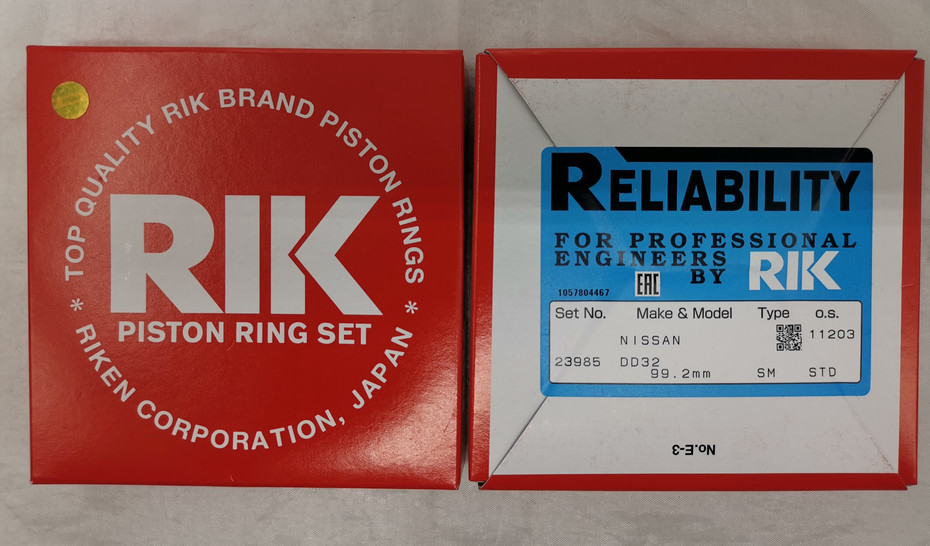 TOP QUALITY RIK BRAND PISTON RINGS
RIK
PISTON RING SET
* RIKEN CORPORATION, JAPAN *
RELIABILITY
FOR PROFESSIONAL
ENGINEERS
BY RIK
1057804467 EAC
Set No. Make & Model Type o.s.
NISSAN 11203
23985 DD32
99.2mm SM STD
No.E-3